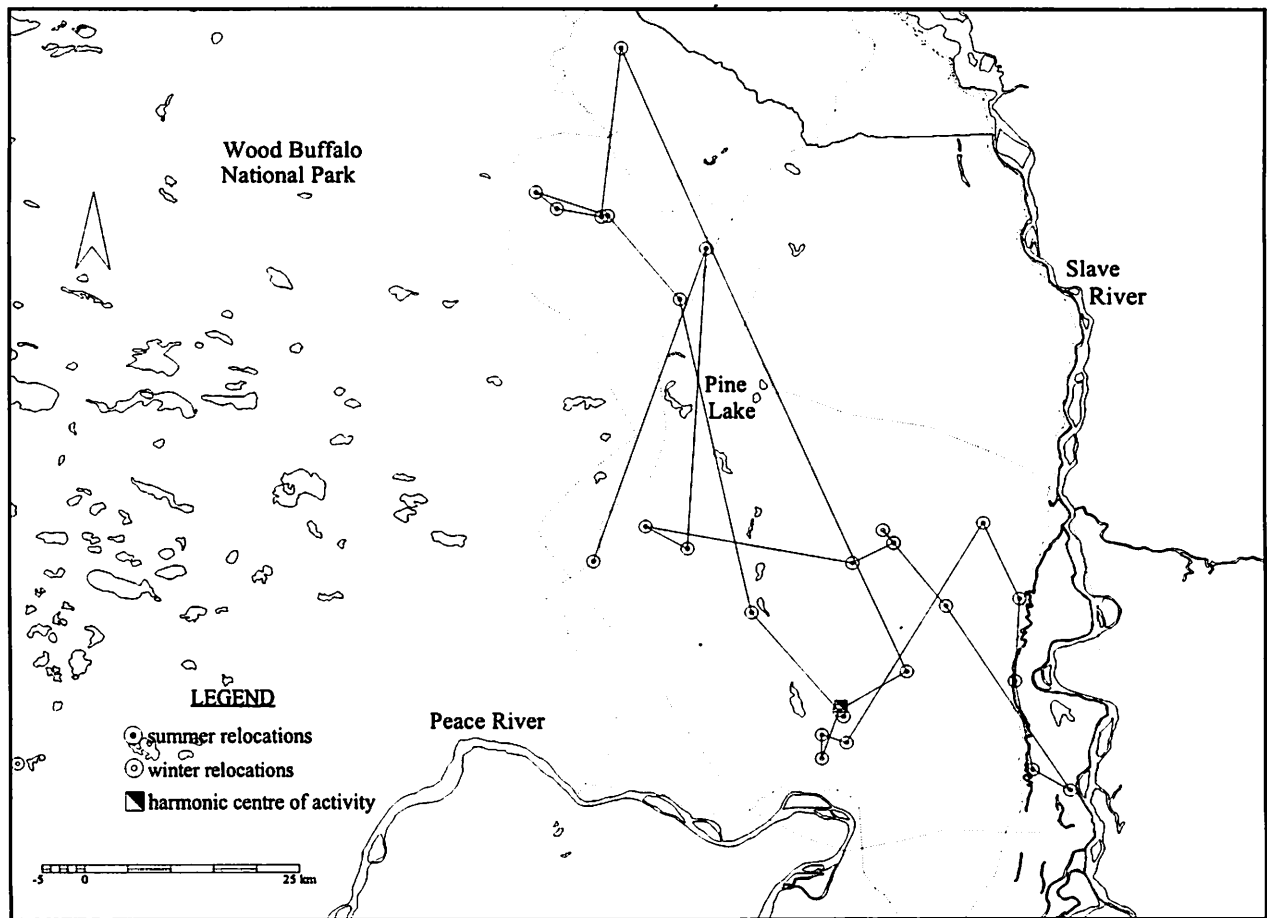 Wood Buffalo
National Park
Slave
River
Pine
Lake
Peace River
LEGEND
summer relocations
winter relocations
harmonic centre of activity
-5 0 25 km